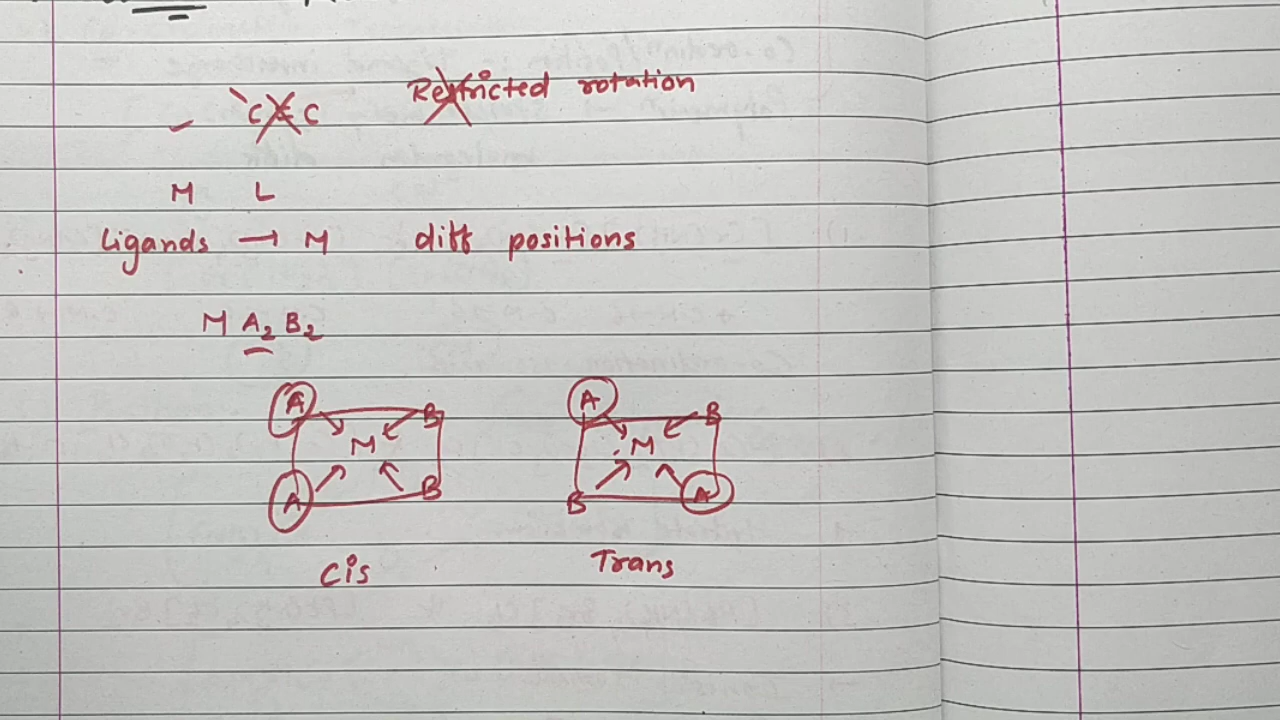 C = C Restricted rotation
M L
Ligands → M diff positions
M A₂ B₂
A B A B
M M
A B B A
Cis Trans